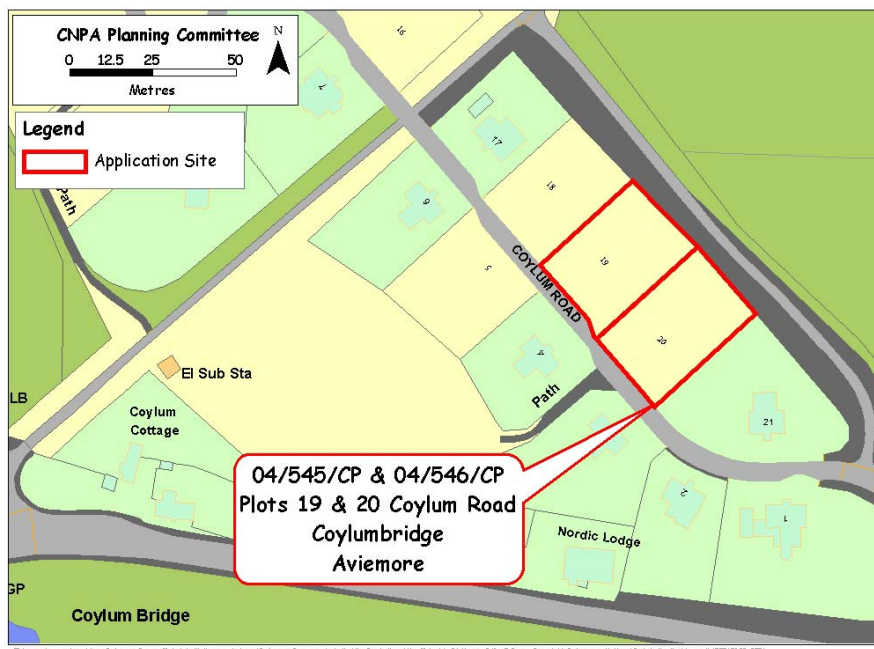 CNPA Planning Committee
N
0 12.5 25 50
Metres
Legend
Application Site
16
7
17
18
6
19
5
COYLUM ROAD
20
4
Path
Path
El Sub Sta
LB
Coylum
Cottage
21
04/545/CP & 04/546/CP
Plots 19 & 20 Coylum Road
Coylumbridge
Aviemore
2
1
Nordic Lodge
GP
Coylum Bridge